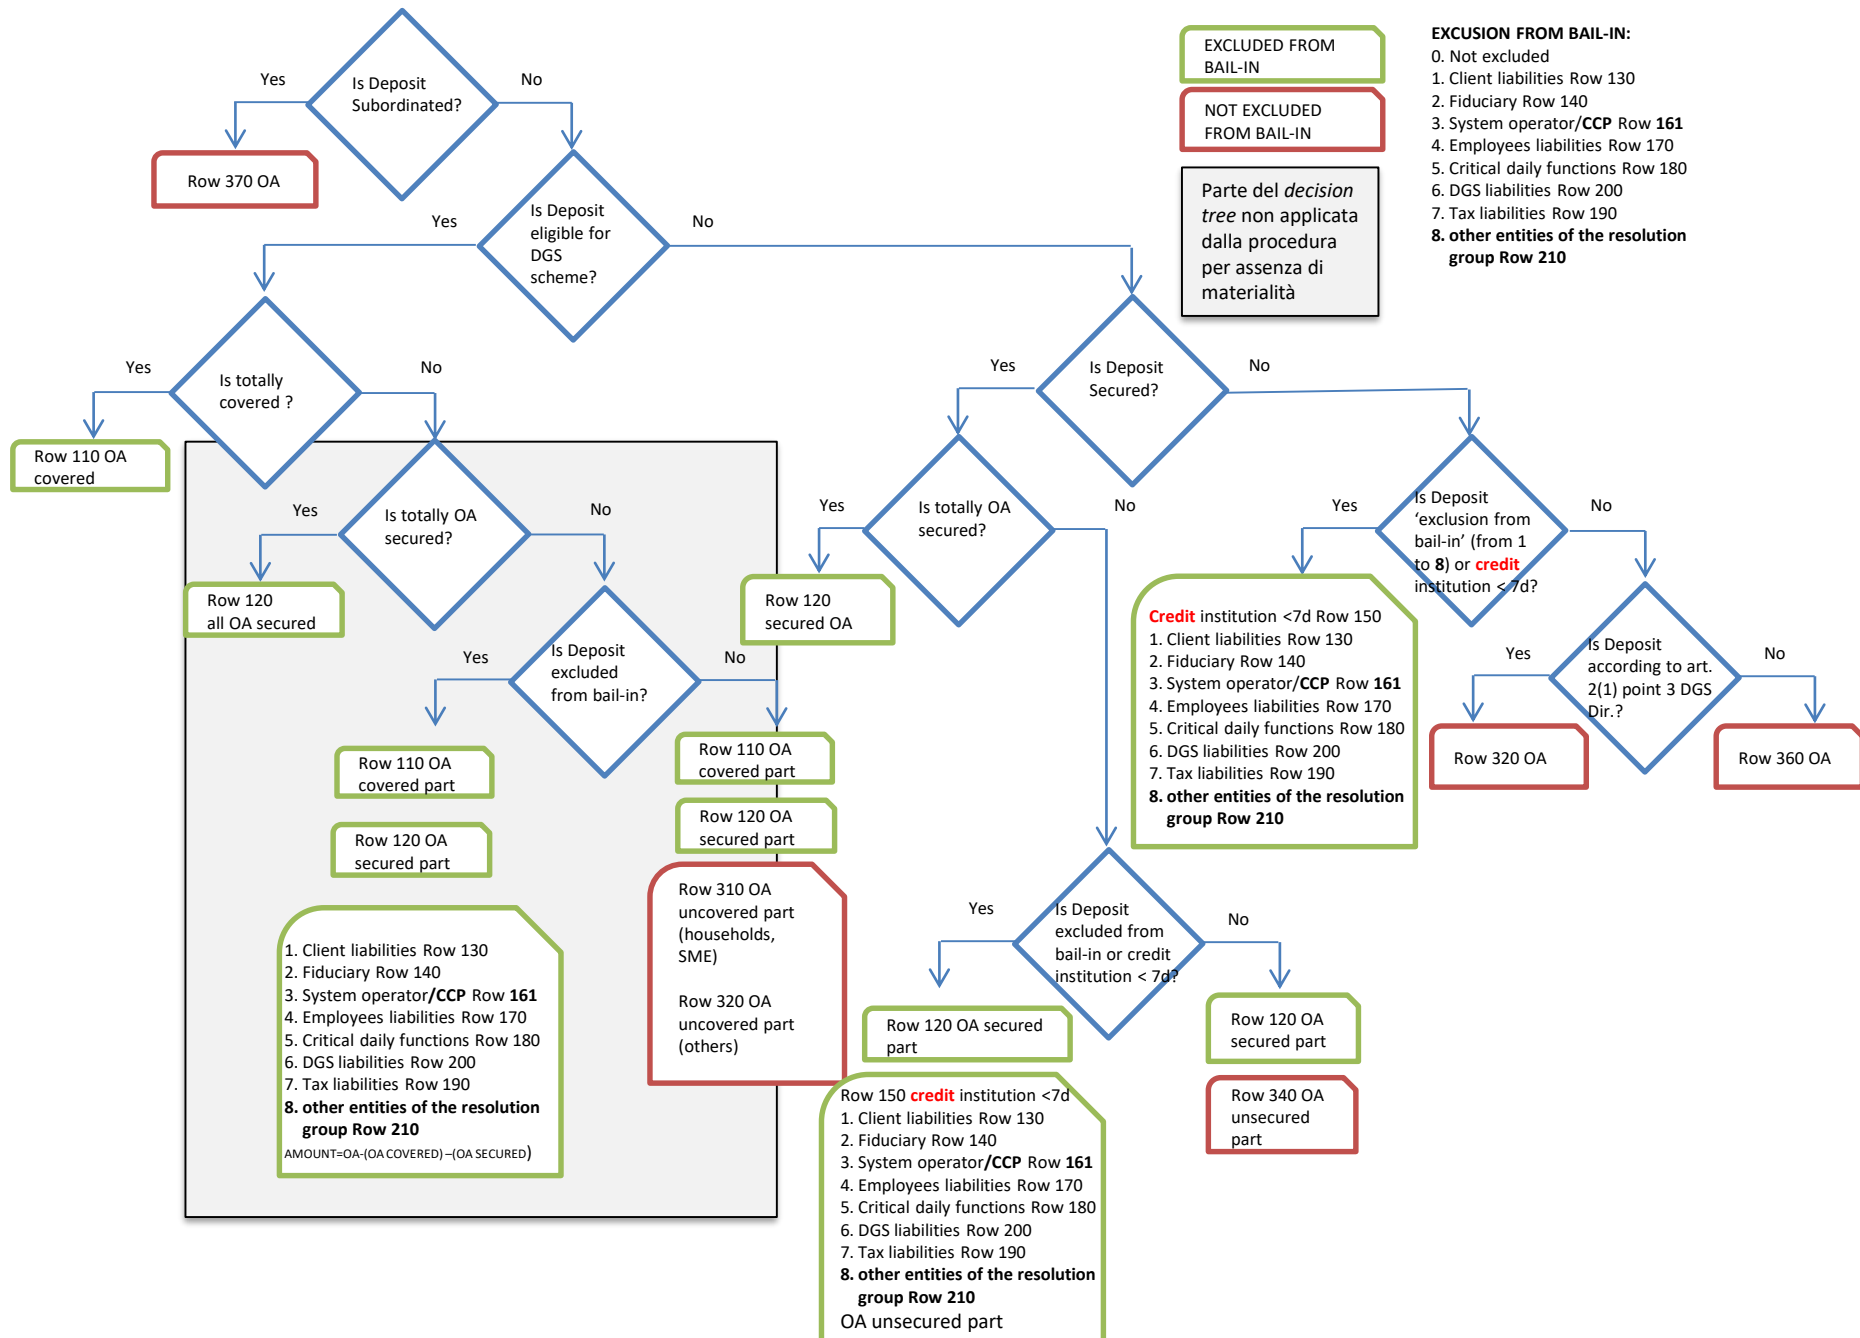 Yes
Is Deposit
Subordinated?
No
Row 370 OA
EXCLUDED FROM
BAIL-IN
NOT EXCLUDED
FROM BAIL-IN
Parte del decision
tree non applicata
dalla procedura
per assenza di
materialità
EXCUSION FROM BAIL-IN:
0. Not excluded
1. Client liabilities Row 130
2. Fiduciary Row 140
3. System operator/CCP Row 161
4. Employees liabilities Row 170
5. Critical daily functions Row 180
6. DGS liabilities Row 200
7. Tax liabilities Row 190
8. other entities of the resolution
group Row 210
Yes
Is Deposit
eligible for
DGS
scheme?
No
Yes
Is totally
covered ?
No
Row 110 OA
covered
Yes
Is totally OA
secured?
No
Row 120
all OA secured
Yes
Is Deposit
excluded
from bail-in?
No
Row 110 OA
covered part
Row 120 OA
secured part
1. Client liabilities Row 130
2. Fiduciary Row 140
3. System operator/CCP Row 161
4. Employees liabilities Row 170
5. Critical daily functions Row 180
6. DGS liabilities Row 200
7. Tax liabilities Row 190
8. other entities of the resolution
group Row 210
AMOUNT=OA-(OA COVERED) –(OA SECURED)
Row 110 OA
covered part
Row 120 OA
secured part
Row 310 OA
uncovered part
(households,
SME)
Row 320 OA
uncovered part
(others)
Yes
Is Deposit
Secured?
No
Yes
Is totally OA
secured?
No
Row 120
secured OA
Yes
Is Deposit
excluded from
bail-in or credit
institution < 7d?
No
Row 120 OA secured
part
Row 150 credit institution <7d
1. Client liabilities Row 130
2. Fiduciary Row 140
3. System operator/CCP Row 161
4. Employees liabilities Row 170
5. Critical daily functions Row 180
6. DGS liabilities Row 200
7. Tax liabilities Row 190
8. other entities of the resolution
group Row 210
OA unsecured part
Row 120 OA
secured part
Row 340 OA
unsecured
part
Yes
Is Deposit
‘exclusion from
bail-in’ (from 1
to 8) or credit
institution < 7d?
No
Credit institution <7d Row 150
1. Client liabilities Row 130
2. Fiduciary Row 140
3. System operator/CCP Row 161
4. Employees liabilities Row 170
5. Critical daily functions Row 180
6. DGS liabilities Row 200
7. Tax liabilities Row 190
8. other entities of the resolution
group Row 210
Yes
Is Deposit
according to art.
2(1) point 3 DGS
Dir.?
No
Row 320 OA
Row 360 OA